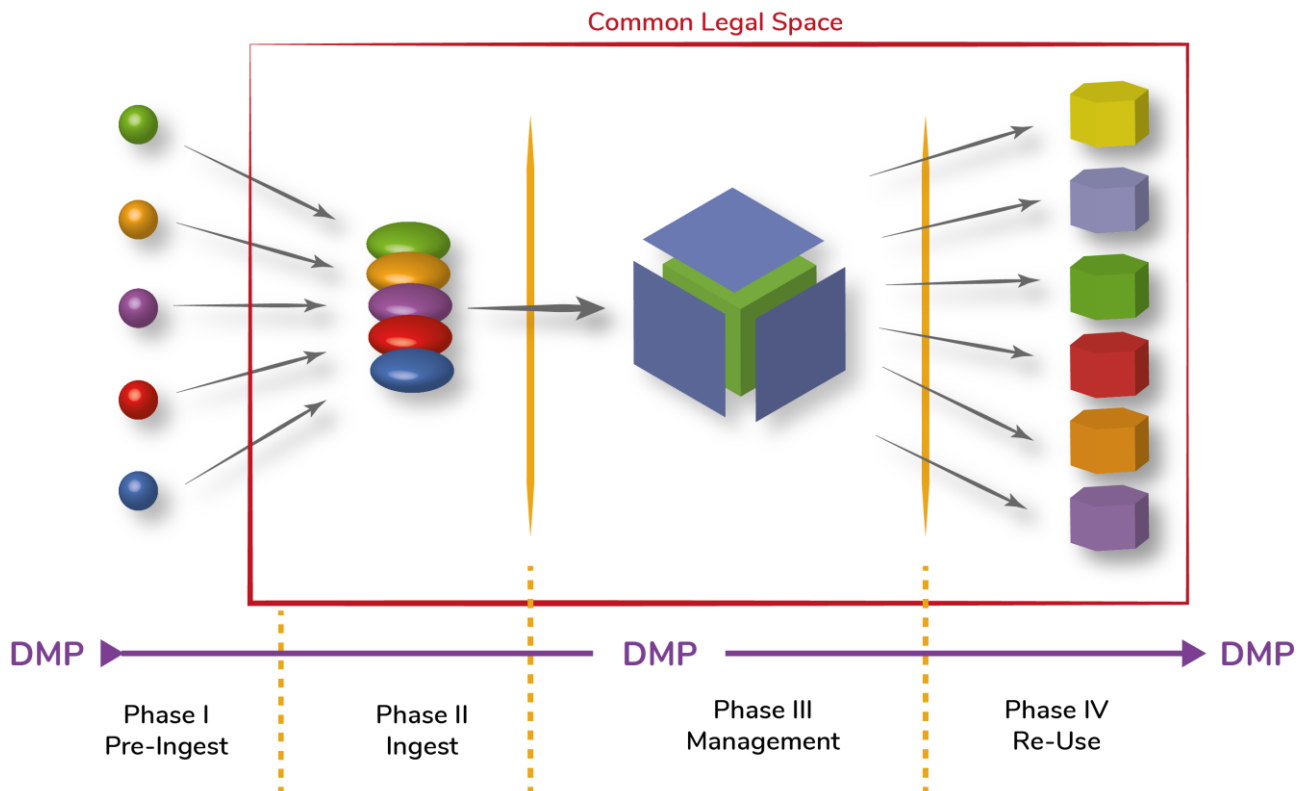 Common Legal Space
DMP
DMP
DMP
Phase I
Pre-Ingest
Phase II
Ingest
Phase III
Management
Phase IV
Re-Use